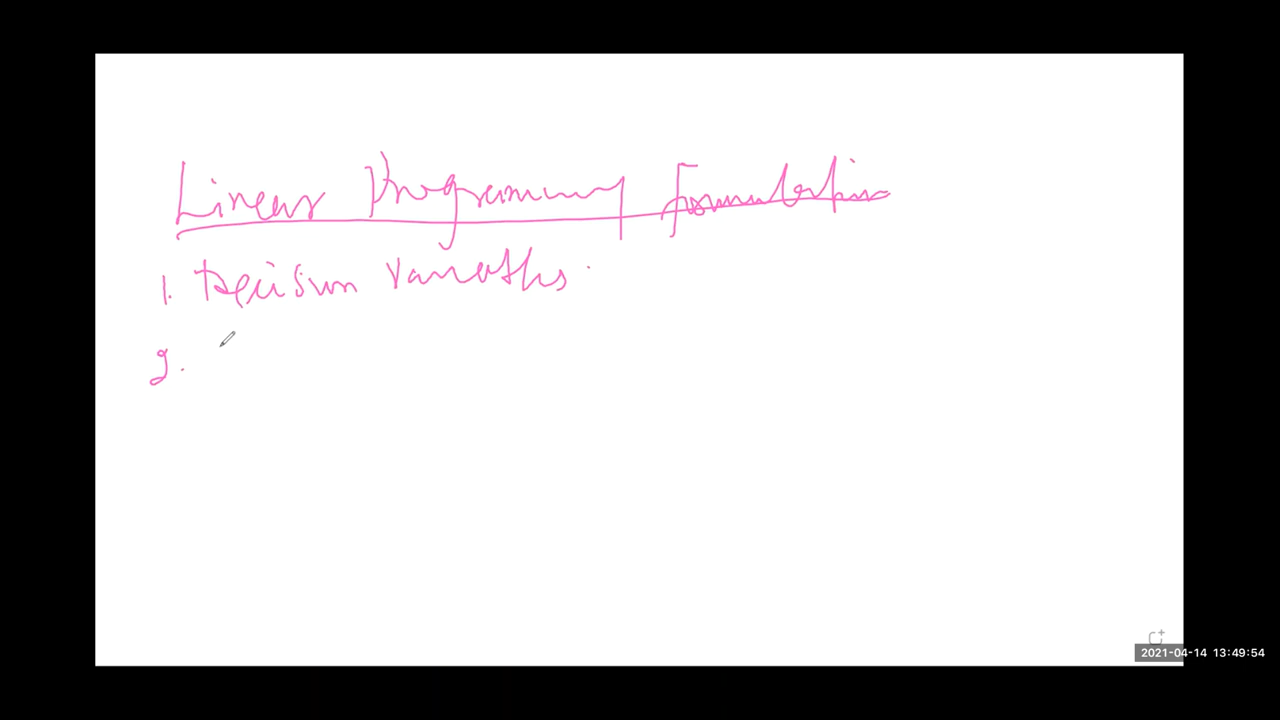 Linear Programming Formulation
1. Decision Variables.
2.
2021-04-14 13:49:54